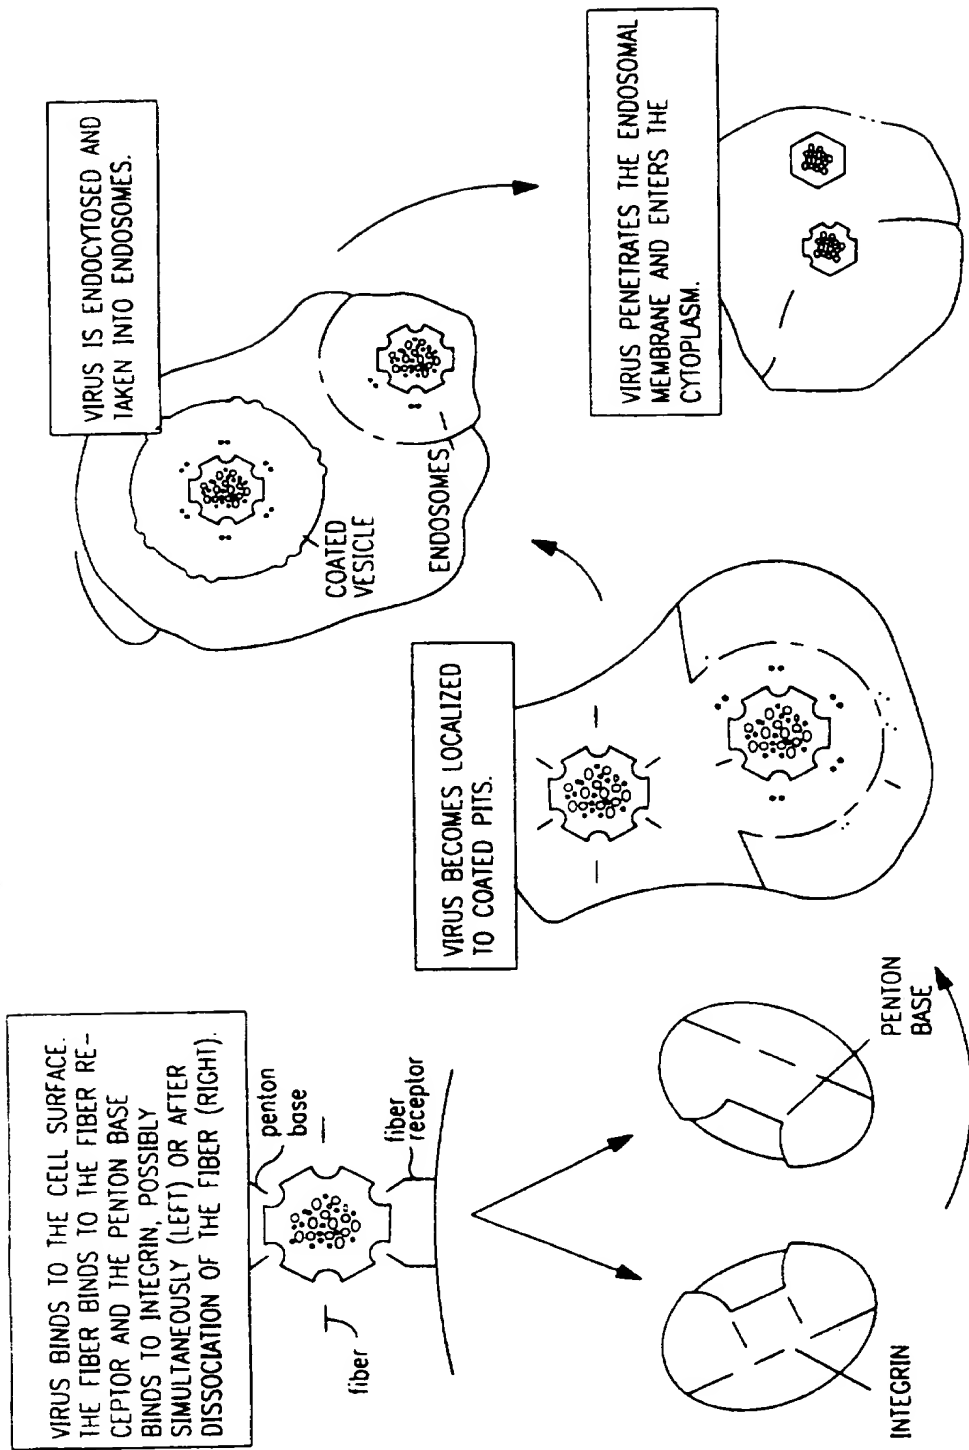 VIRUS BINDS TO THE CELL SURFACE.
THE FIBER BINDS TO THE FIBER RE-
CEPTOR AND THE PENTON BASE
BINDS TO INTEGRIN, POSSIBLY
SIMULTANEOUSLY (LEFT) OR AFTER
DISSOCIATION OF THE FIBER (RIGHT).
penton
base
fiber
fiber
receptor
INTEGRIN
PENTON
BASE
VIRUS BECOMES LOCALIZED
TO COATED PITS.
VIRUS IS ENDOCYTOSED AND
TAKEN INTO ENDOSOMES.
COATED
VESICLE
ENDOSOMES
VIRUS PENETRATES THE ENDOSOMAL
MEMBRANE AND ENTERS THE
CYTOPLASM.